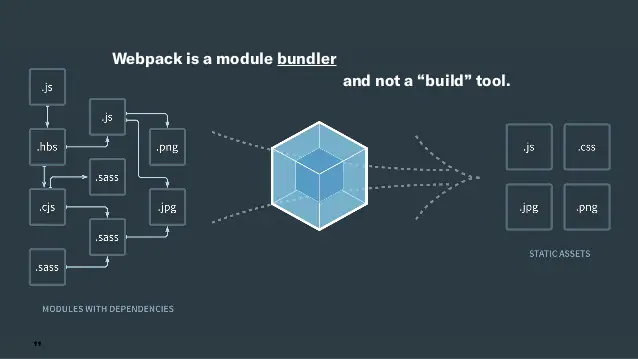 Webpack is a module bundler
and not a “build” tool.
.js
.js
.hbs
.png
.sass
.cjs
.jpg
.sass
.sass
MODULES WITH DEPENDENCIES
.js
.css
.jpg
.png
STATIC ASSETS